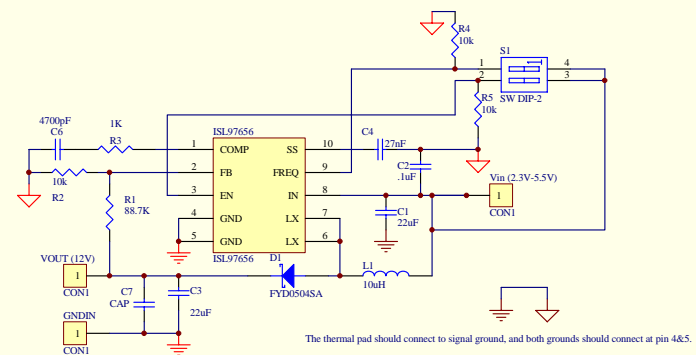 R4
10k
S1
1
4
2
3
SW DIP-2
R5
10k
4700pF
C6
1K
R3
ISL97656
C4
27nF
1
COMP
SS
10
2
FB
FREQ
9
C2
.1uF
10k
R2
3
EN
IN
8
Vin (2.3V-5.5V)
1
CON1
R1
88.7K
4
GND
LX
7
C1
22uF
5
GND
LX
6
ISL97656
D1
L1
10uH
VOUT (12V)
1
CON1
FYD0504SA
C7
CAP
C3
22uF
GNDIN
1
CON1
The thermal pad should connect to signal ground, and both grounds should connect at pin 4&5.